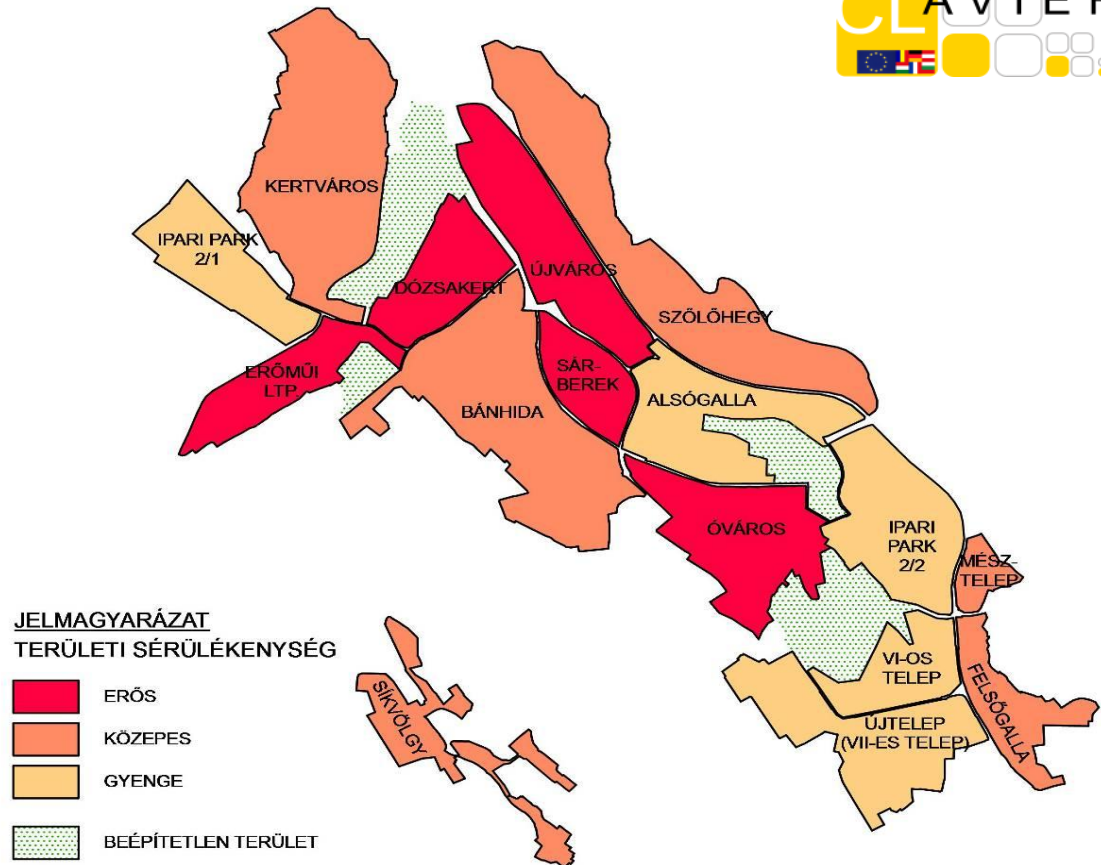 CL
KERTVÁROS
IPARI PARK
2/1
DÓZSAKERT
ÚJVÁROS
SZŐLŐHEGY
ERŐMŰI
LTP.
SÁR-
BEREK
BÁNHIDA
ALSÓGALLA
ÓVÁROS
IPARI
PARK
2/2
MÉSZ-
TELEP
VI-OS
TELEP
FELSŐGALLA
ÚJTELEP
(VII-ES TELEP)
SÍKVÖLGY
JELMAGYARÁZAT
TERÜLETI SÉRÜLÉKENYSÉG
ERŐS
KÖZEPES
GYENGE
BEÉPÍTETLEN TERÜLET